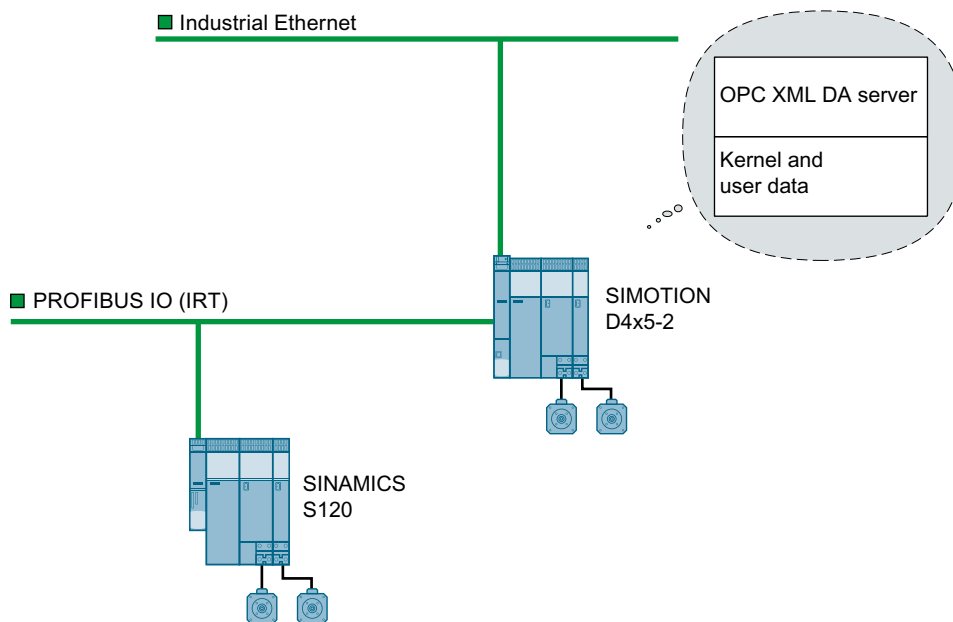 Industrial Ethernet
OPC XML DA server
Kernel and
user data
SIMOTION
D4x5-2
PROFIBUS IO (IRT)
SINAMICS
S120